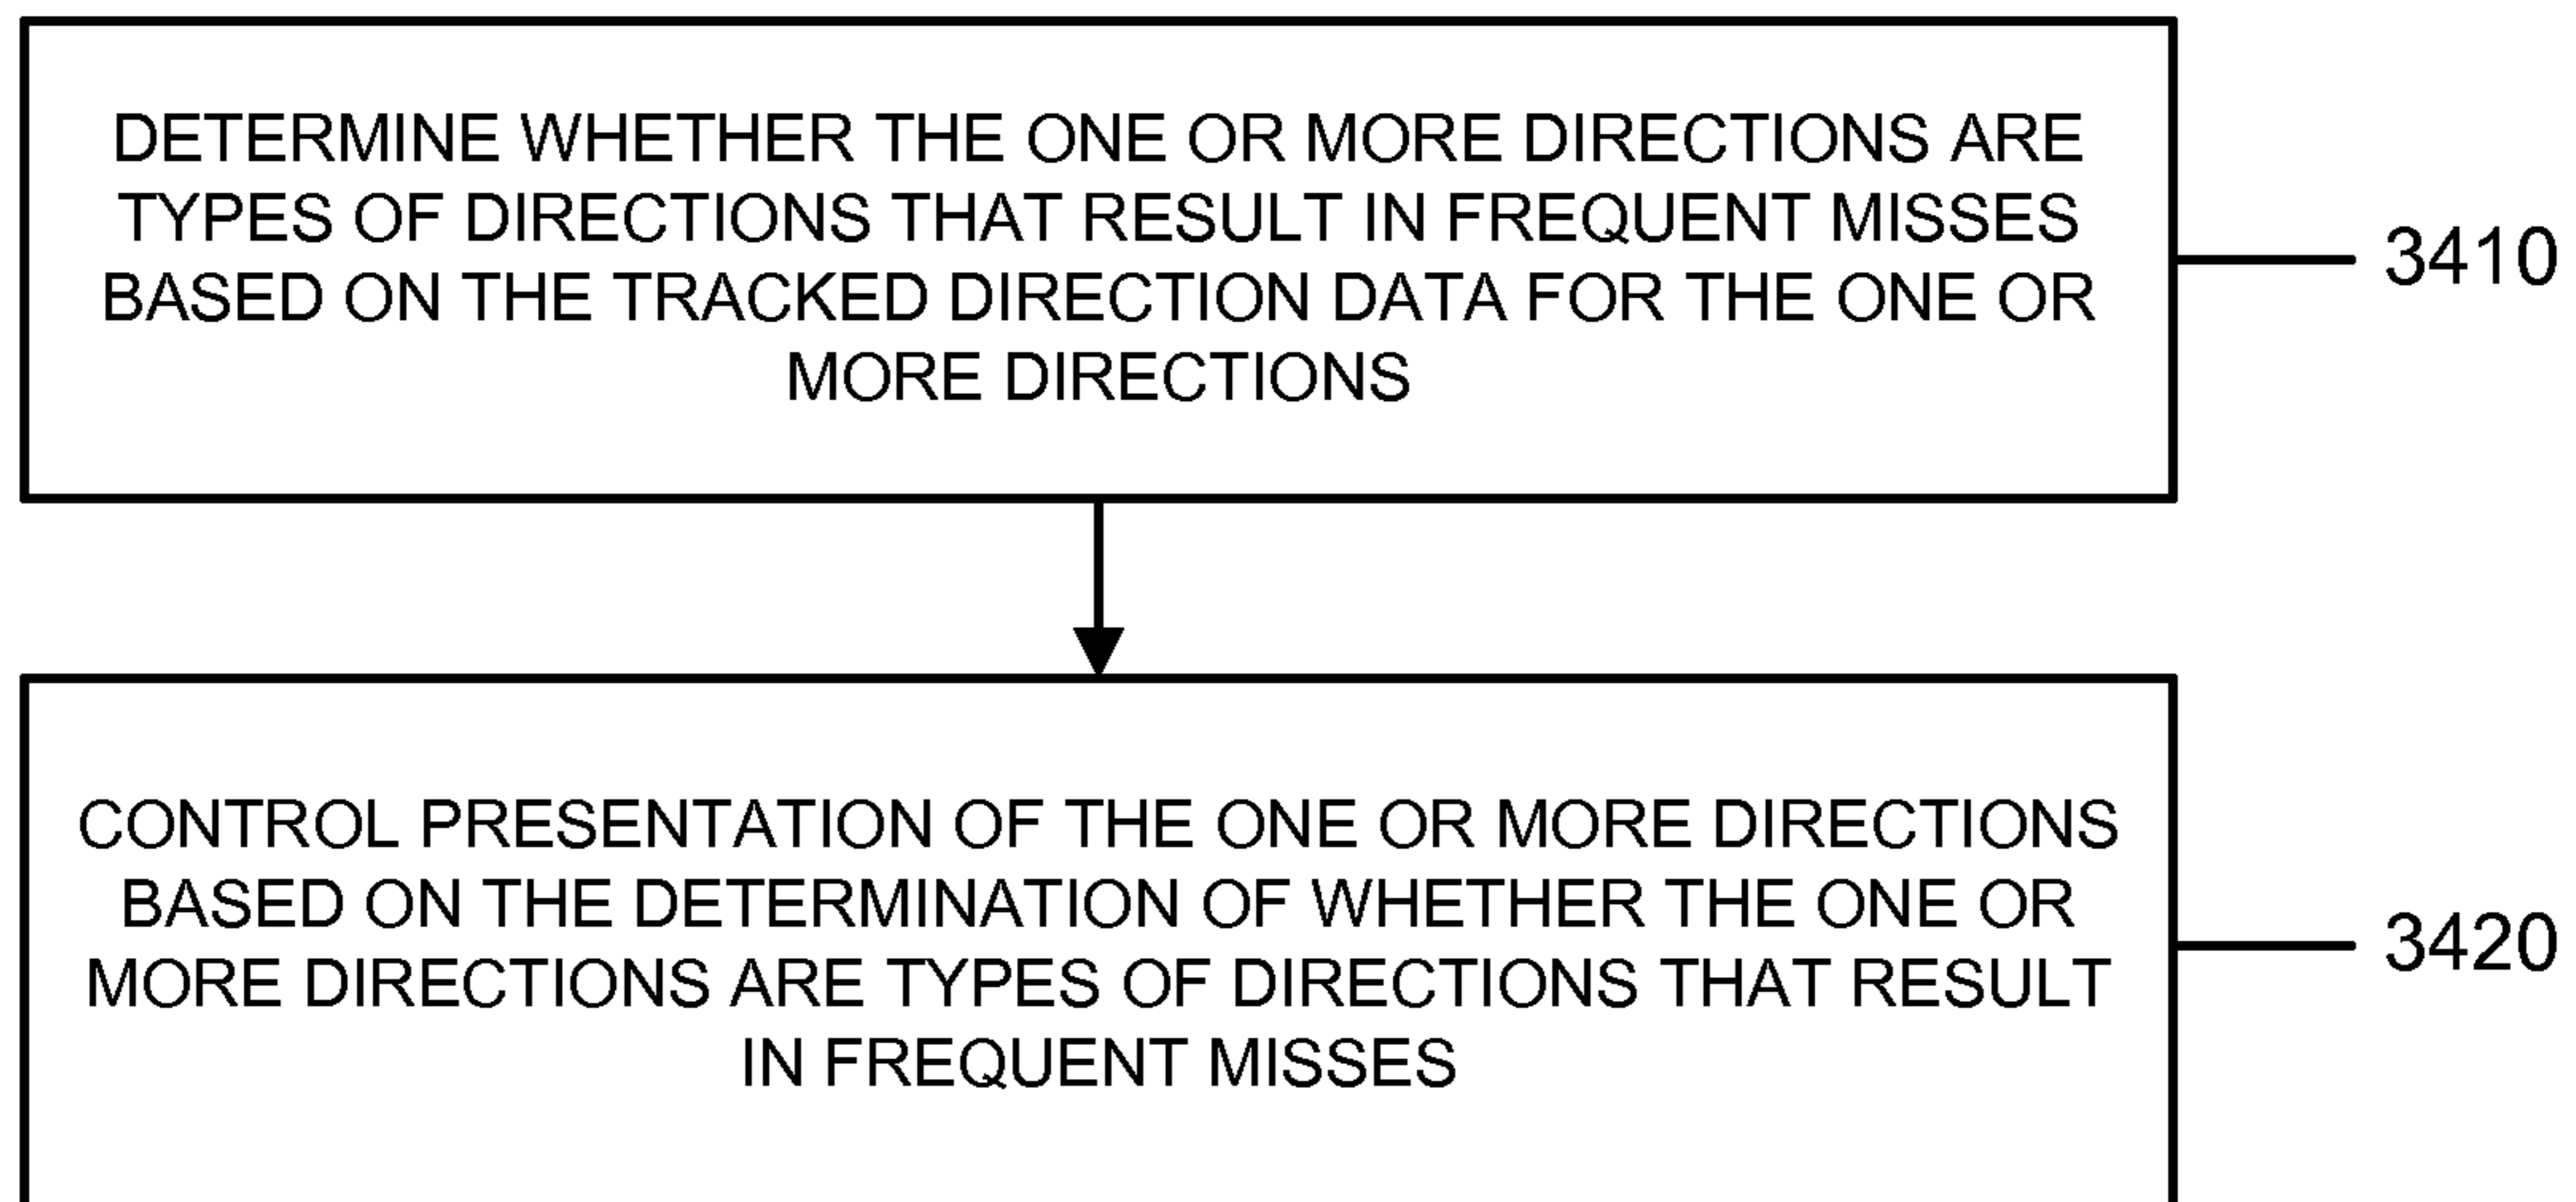 DETERMINE WHETHER THE ONE OR MORE DIRECTIONS ARE
TYPES OF DIRECTIONS THAT RESULT IN FREQUENT MISSES
BASED ON THE TRACKED DIRECTION DATA FOR THE ONE OR
MORE DIRECTIONS
3410
CONTROL PRESENTATION OF THE ONE OR MORE DIRECTIONS
BASED ON THE DETERMINATION OF WHETHER THE ONE OR
MORE DIRECTIONS ARE TYPES OF DIRECTIONS THAT RESULT
IN FREQUENT MISSES
3420